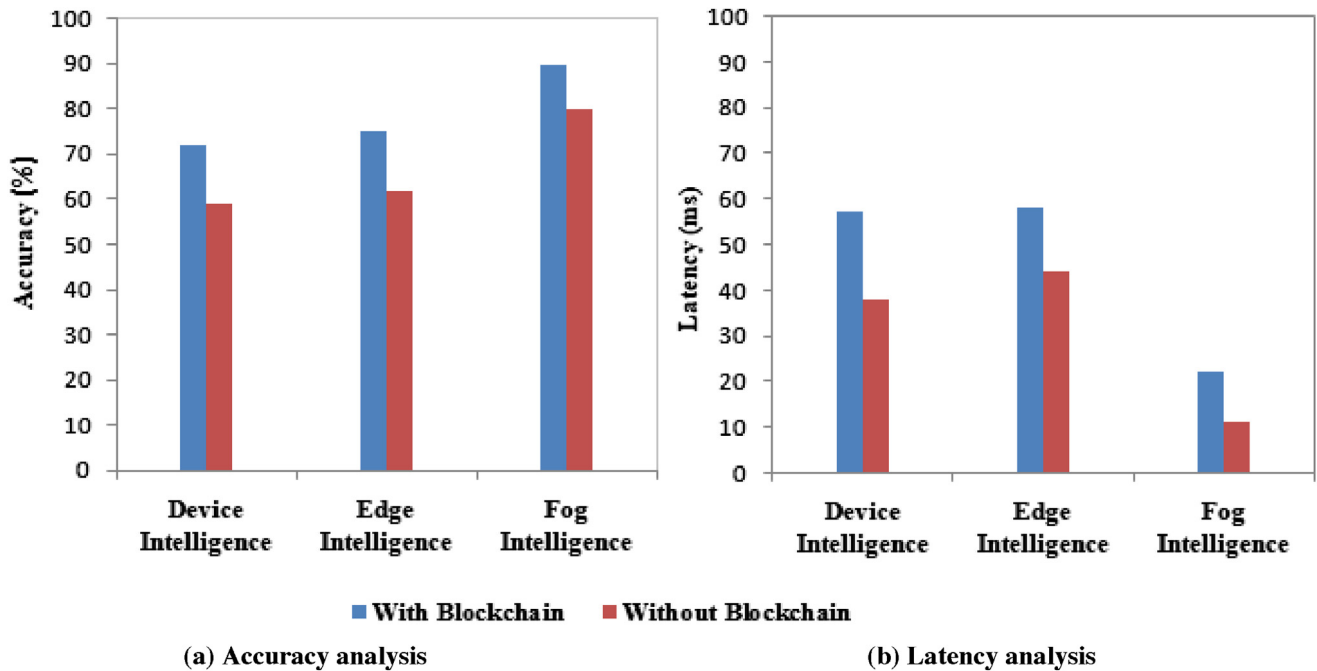 100
90
80
70
60
50
40
30
20
10
0
Accuracy (%)
Device Intelligence
Edge Intelligence
Fog Intelligence
100
90
80
70
60
50
40
30
20
10
0
Latency (ms)
Device Intelligence
Edge Intelligence
Fog Intelligence
With Blockchain
Without Blockchain
(a) Accuracy analysis
(b) Latency analysis